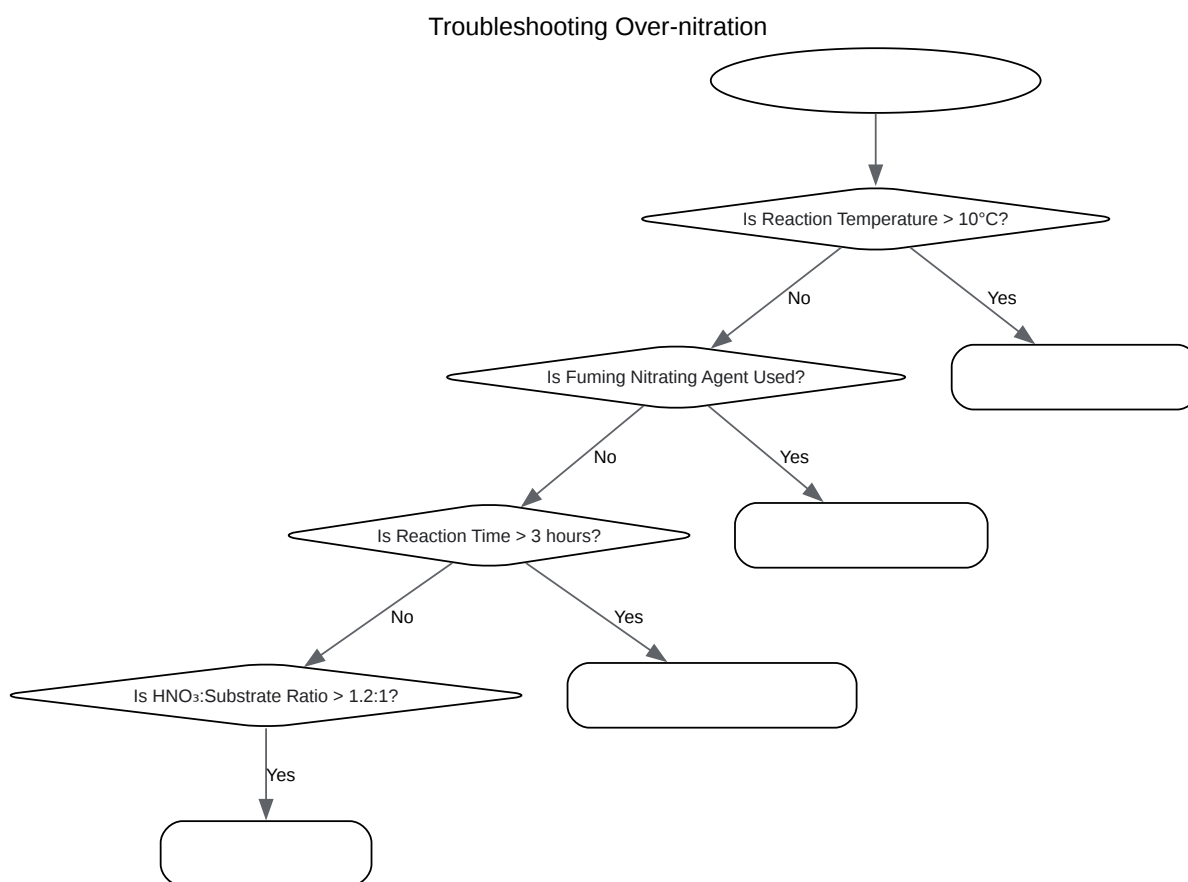 Troubleshooting Over-nitration
Is Reaction Temperature > 10°C?
No
Yes
Is Fuming Nitrating Agent Used?
No
Yes
Is Reaction Time > 3 hours?
No
Yes
Is HNO₃:Substrate Ratio > 1.2:1?
Yes